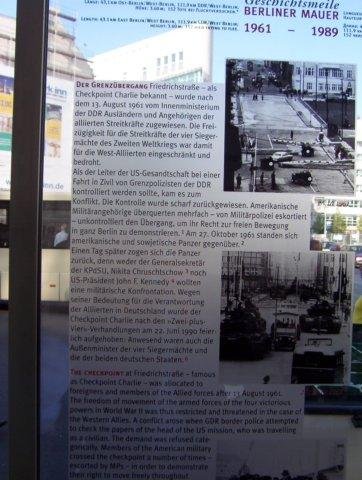 Geschichtsmeile
BERLINER MAUER
1961 – 1989
DER GRENZÜBERGANG Friedrichstraße – als
Checkpoint Charlie bekannt – wurde nach
dem 13. August 1961 vom Innenministerium
der DDR Ausländern und Angehörigen der
alliierten Streitkräfte zugewiesen. Die Frei-
zügigkeit für die Streitkräfte der vier Sieger-
mächte des Zweiten Weltkriegs war damit
für die West-Alliierten eingeschränkt und
bedroht.
Als der Leiter der US-Gesandtschaft bei einer
Fahrt in Zivil von Grenzpolizisten der DDR
kontrolliert werden sollte, kam es zum
Konflikt. Die Kontrolle wurde scharf zurückgewiesen. Amerikanische
Militärangehörige überquerten mehrfach – von Militärpolizei eskortiert
– unkontrolliert den Übergang, um ihr Recht zur freien Bewegung
in ganz Berlin zu demonstrieren. 1 Am 27. Oktober 1961 standen sich
amerikanische und sowjetische Panzer gegenüber. 2
Einen Tag später zogen sich die Panzer
zurück, denn weder der Generalsekretär
der KPdSU, Nikita Chruschtschow 3 noch
US-Präsident John F. Kennedy 4 wollten
eine militärische Konfrontation. Wegen
seiner Bedeutung für die Verantwortung
der Alliierten in Deutschland wurde der
Checkpoint Charlie nach den »Zwei-plus-
Vier«-Verhandlungen am 22. Juni 1990 feier-
lich aufgehoben: Anwesend waren auch die
Außenminister der vier Siegermächte und
die der beiden deutschen Staaten.
THE CHECKPOINT at Friedrichstraße – famous
as Checkpoint Charlie – was allocated to
foreigners and members of the Allied forces after 13 August 1961.
The freedom of movement of the armed forces of the four victorious
powers in World War II was thus restricted and threatened in the case of
the Western Allies. A conflict arose when GDR border police attempted
to check the papers of the head of the US mission, who was travelling
as a civilian. The demand was refused cate-
gorically. Members of the American military
crossed the checkpoint a number of times –
escorted by MPs – in order to demonstrate
their right to move freely throughout